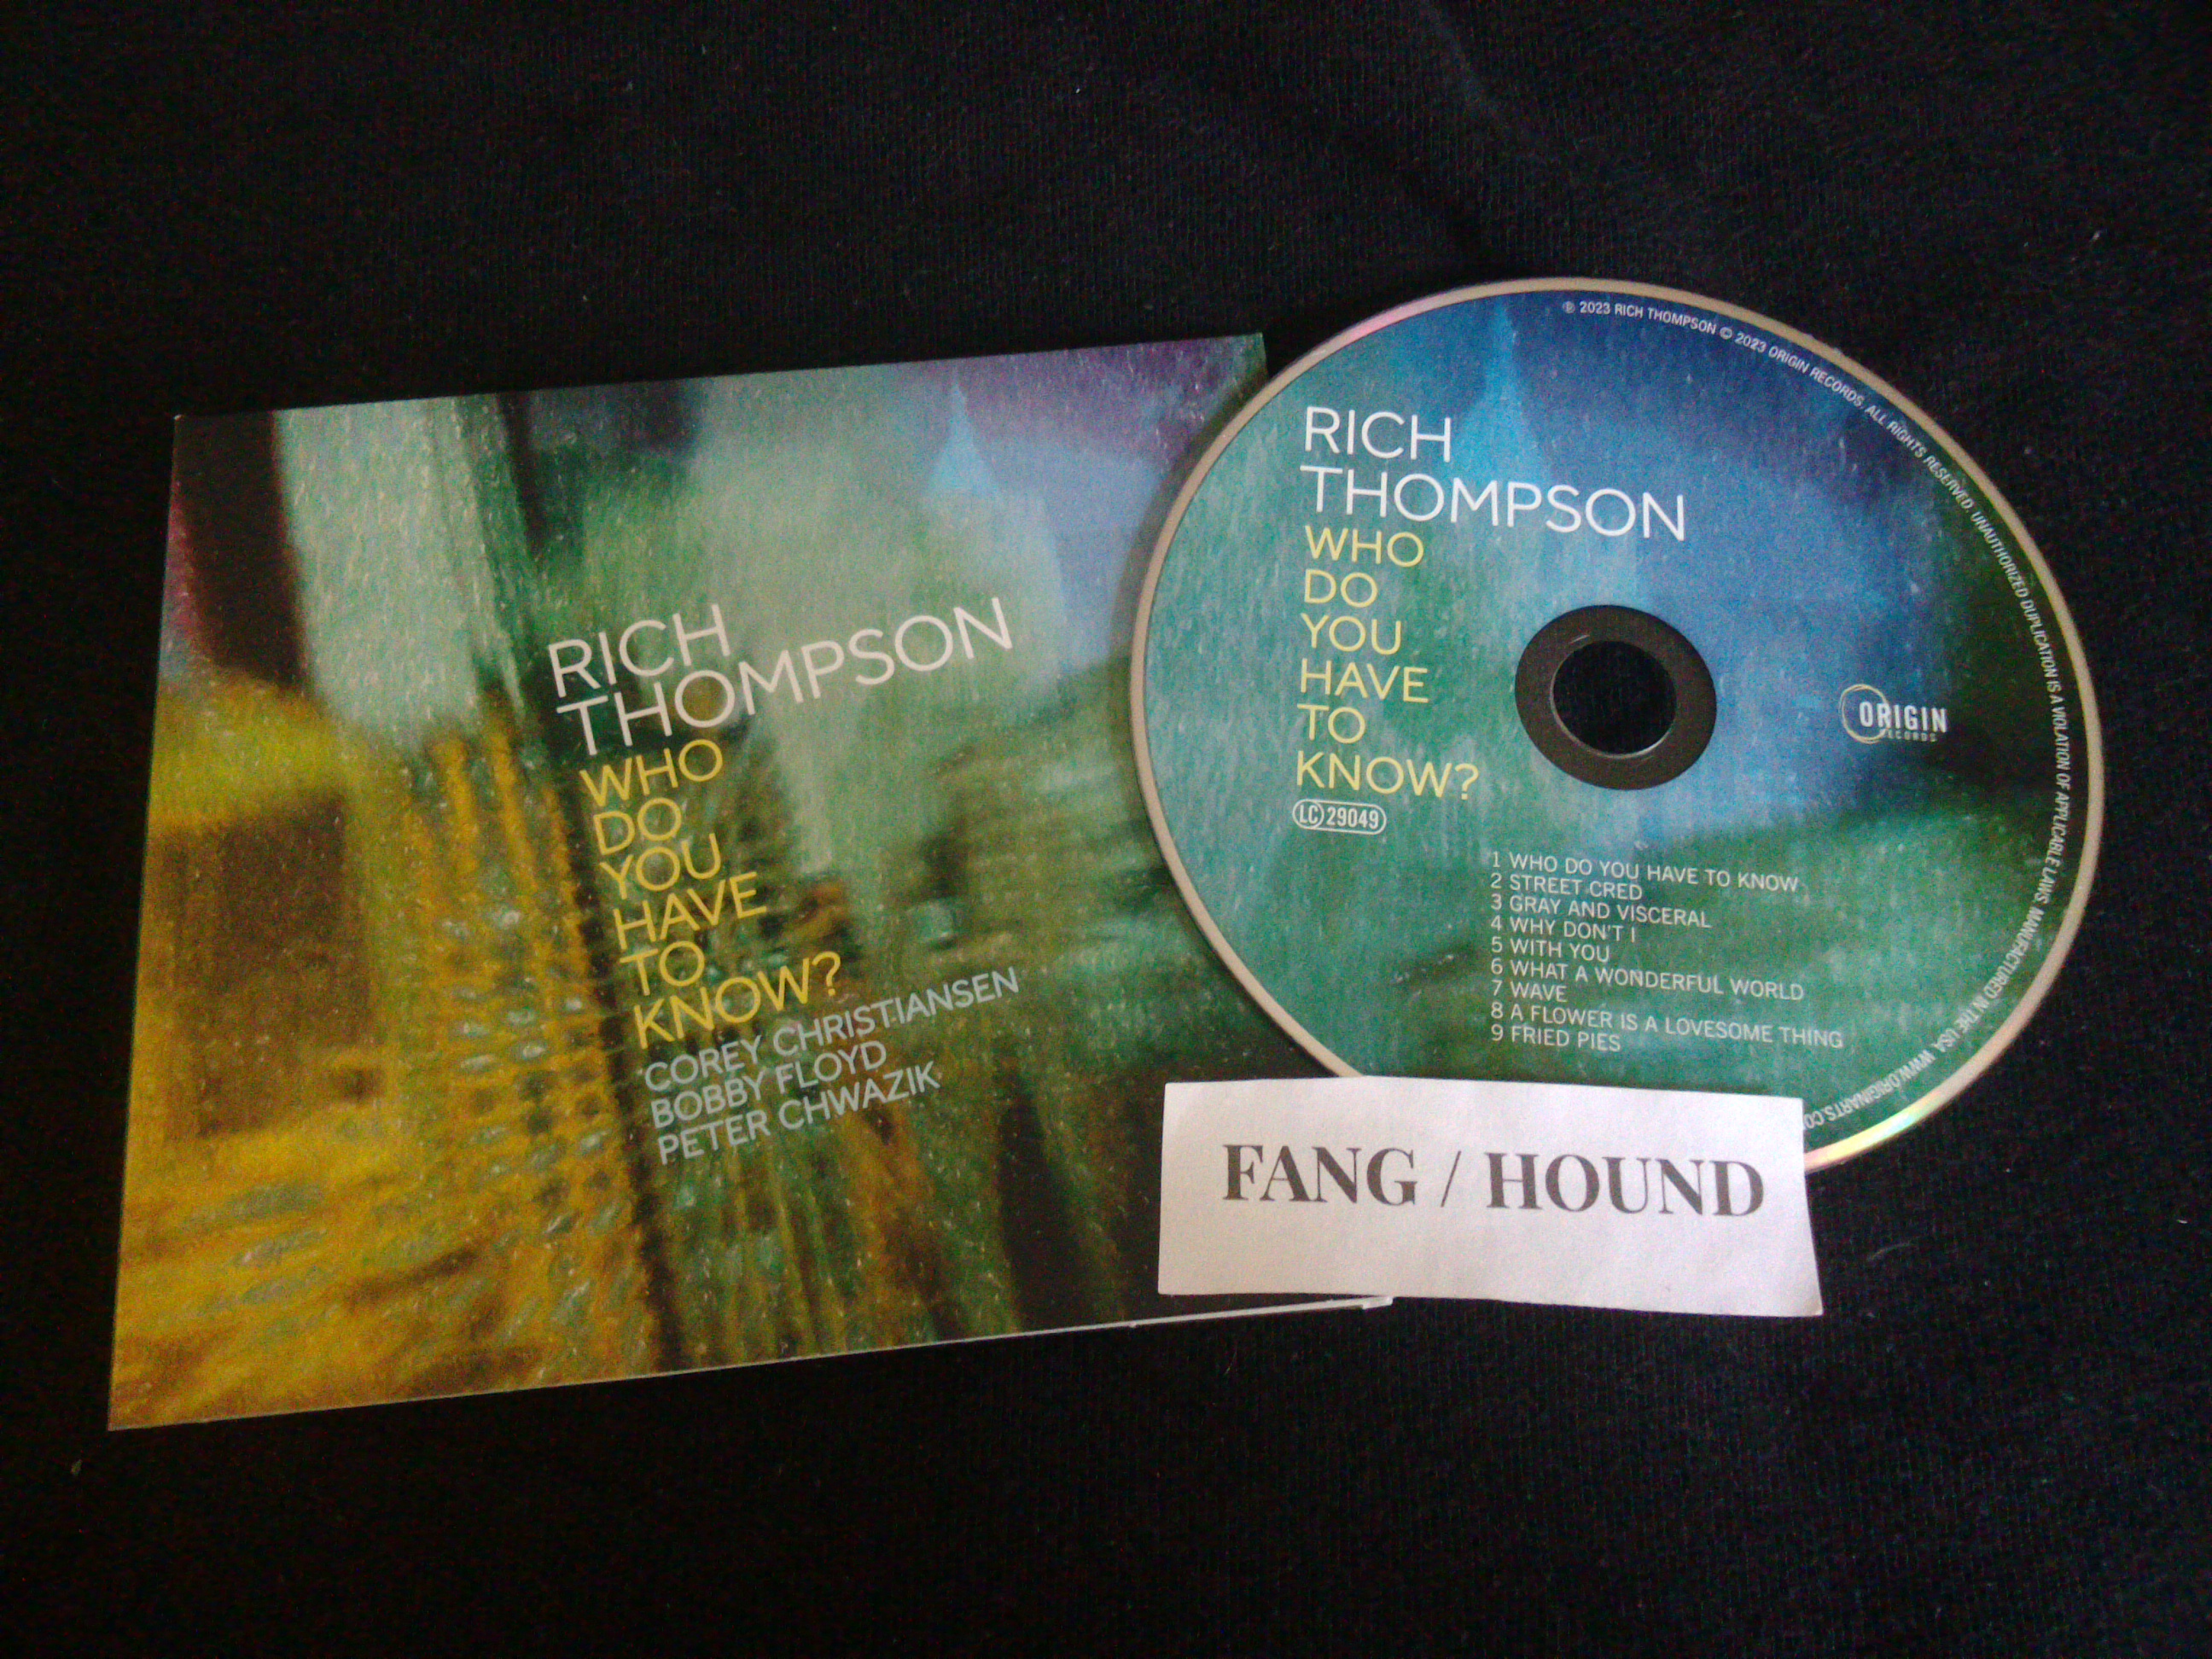 RICH
THOMPSON
WHO
DO
YOU
HAVE
TO
KNOW?
COREY CHRISTIANSEN
BOBBY FLOYD
PETER CHWAZIK
RICH
THOMPSON
WHO
DO
YOU
HAVE
TO
KNOW?
LC 29049
ORIGIN
RECORDS
1 WHO DO YOU HAVE TO KNOW
2 STREET CRED
3 GRAY AND VISCERAL
4 WHY DON'T I
5 WITH YOU
6 WHAT A WONDERFUL WORLD
7 WAVE
8 A FLOWER IS A LOVESOME THING
9 FRIED PIES
℗ 2023 RICH THOMPSON © 2023 ORIGIN RECORDS. ALL RIGHTS RESERVED. UNAUTHORIZED DUPLICATION IS A VIOLATION OF APPLICABLE LAWS. MANUFACTURED IN THE USA. WWW.ORIGINARTS.CO
FANG / HOUND